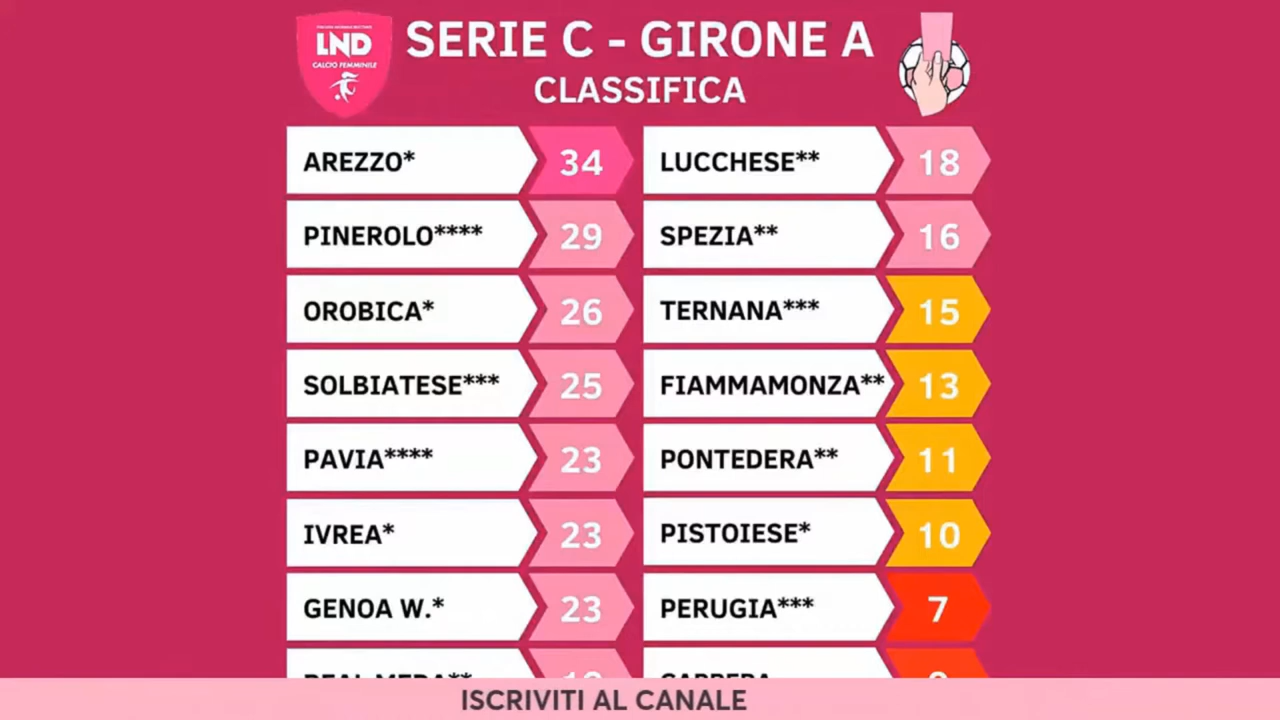 LND
CALCIO FEMMINILE
SERIE C - GIRONE A
CLASSIFICA
AREZZO* 34
PINEROLO**** 29
OROBICA* 26
SOLBIATESE*** 25
PAVIA**** 23
IVREA* 23
GENOA W.* 23
LUCCHESE** 18
SPEZIA** 16
TERNANA*** 15
FIAMMAMONZA** 13
PONTEDERA** 11
PISTOIESE* 10
PERUGIA*** 7
ISCRIVITI AL CANALE